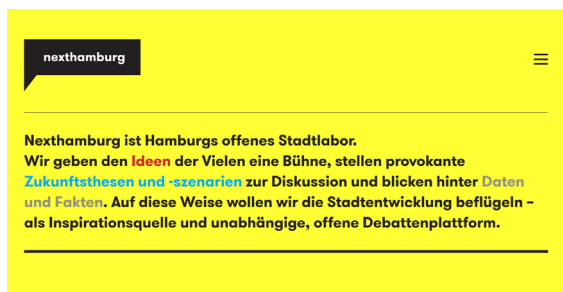 nexthamburg
Nexthamburg ist Hamburgs offenes Stadtlabor.
Wir geben den Ideen der Vielen eine Bühne, stellen provokante
Zukunftsthesen und -szenarien zur Diskussion und blicken hinter Daten
und Fakten. Auf diese Weise wollen wir die Stadtentwicklung beflügeln –
als Inspirationsquelle und unabhängige, offene Debattenplattform.